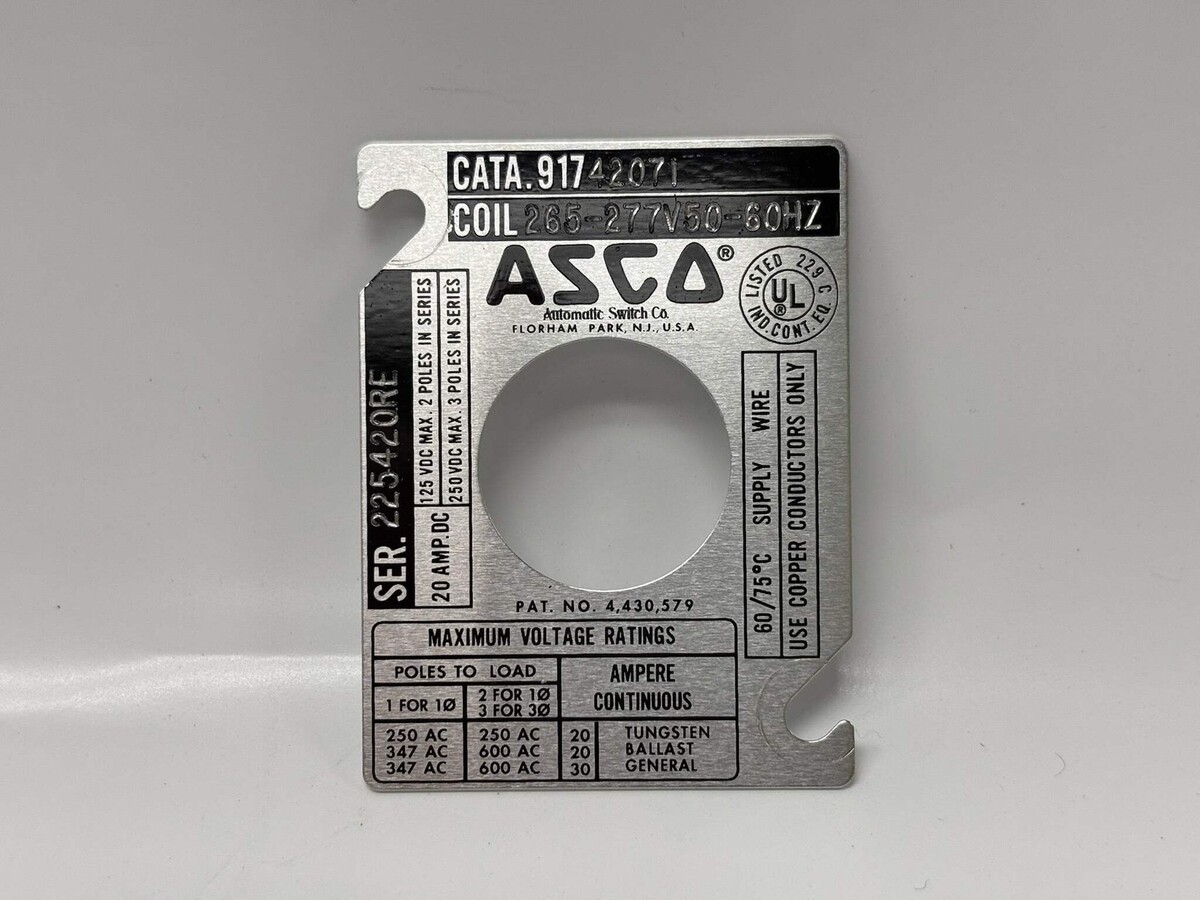 CATA. 91742071
COIL 265-277V50-60HZ
ASCO®
Automatic Switch Co.
FLORHAM PARK, N.J., U.S.A.
LISTED 229 C
UL®
IND. CONT. EQ.
SER. 225420RE
20 AMP. DC
125 VDC MAX. 2 POLES IN SERIES
250 VDC MAX. 3 POLES IN SERIES
60/75°C SUPPLY WIRE
USE COPPER CONDUCTORS ONLY
PAT. NO. 4,430,579
MAXIMUM VOLTAGE RATINGS
POLES TO LOAD
AMPERE
CONTINUOUS
1 FOR 1Ø
2 FOR 1Ø
3 FOR 3Ø
250 AC 250 AC 20 TUNGSTEN
347 AC 600 AC 20 BALLAST
347 AC 600 AC 30 GENERAL